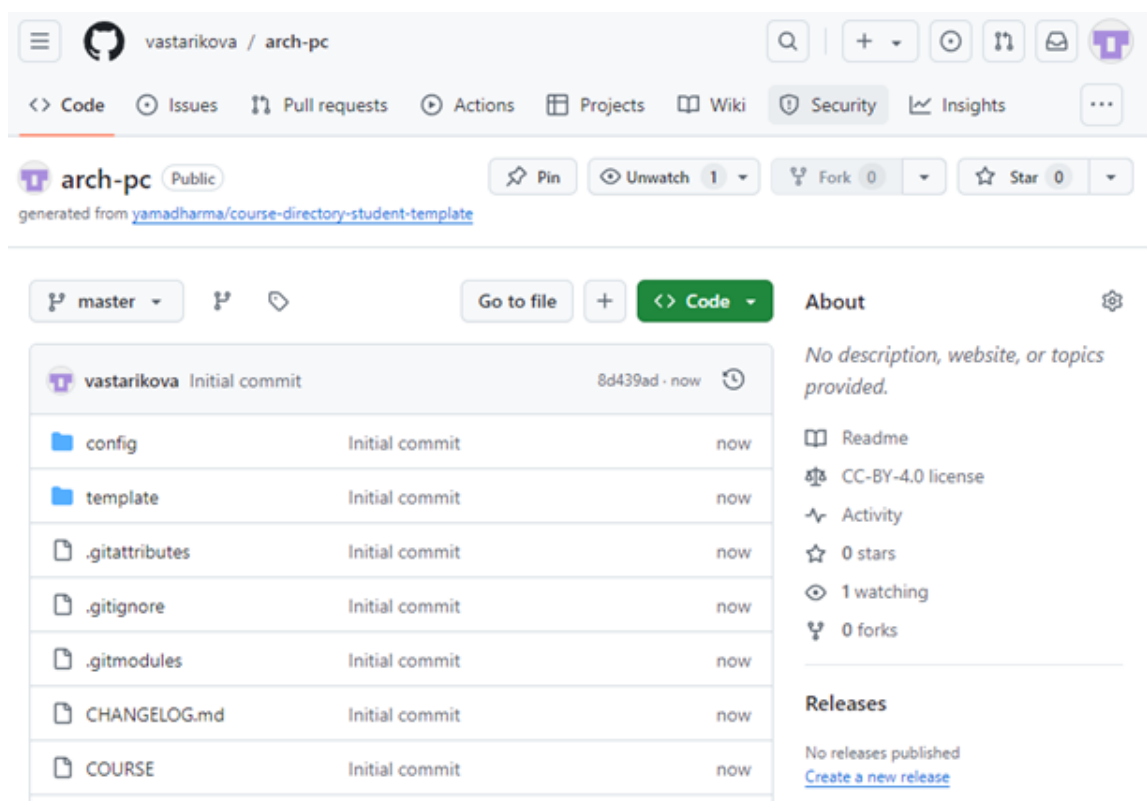 vastarikova / arch-pc
Code Issues Pull requests Actions Projects Wiki Security Insights
arch-pc Public Pin Unwatch 1 Fork 0 Star 0
generated from yamadharma/course-directory-student-template
master Go to file Code
vastarikova Initial commit 8d439ad · now
config Initial commit now
template Initial commit now
.gitattributes Initial commit now
.gitignore Initial commit now
.gitmodules Initial commit now
CHANGELOG.md Initial commit now
COURSE Initial commit now
About
No description, website, or topics
provided.
Readme
CC-BY-4.0 license
Activity
0 stars
1 watching
0 forks
Releases
No releases published
Create a new release